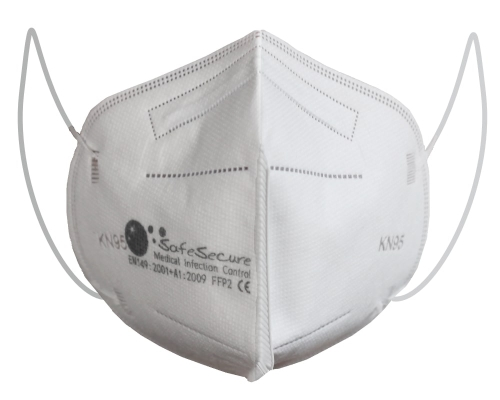 KN95
SafeSecure
Medical Infection Control
EN149:2001+A1:2009 FFP2 CE
KN95